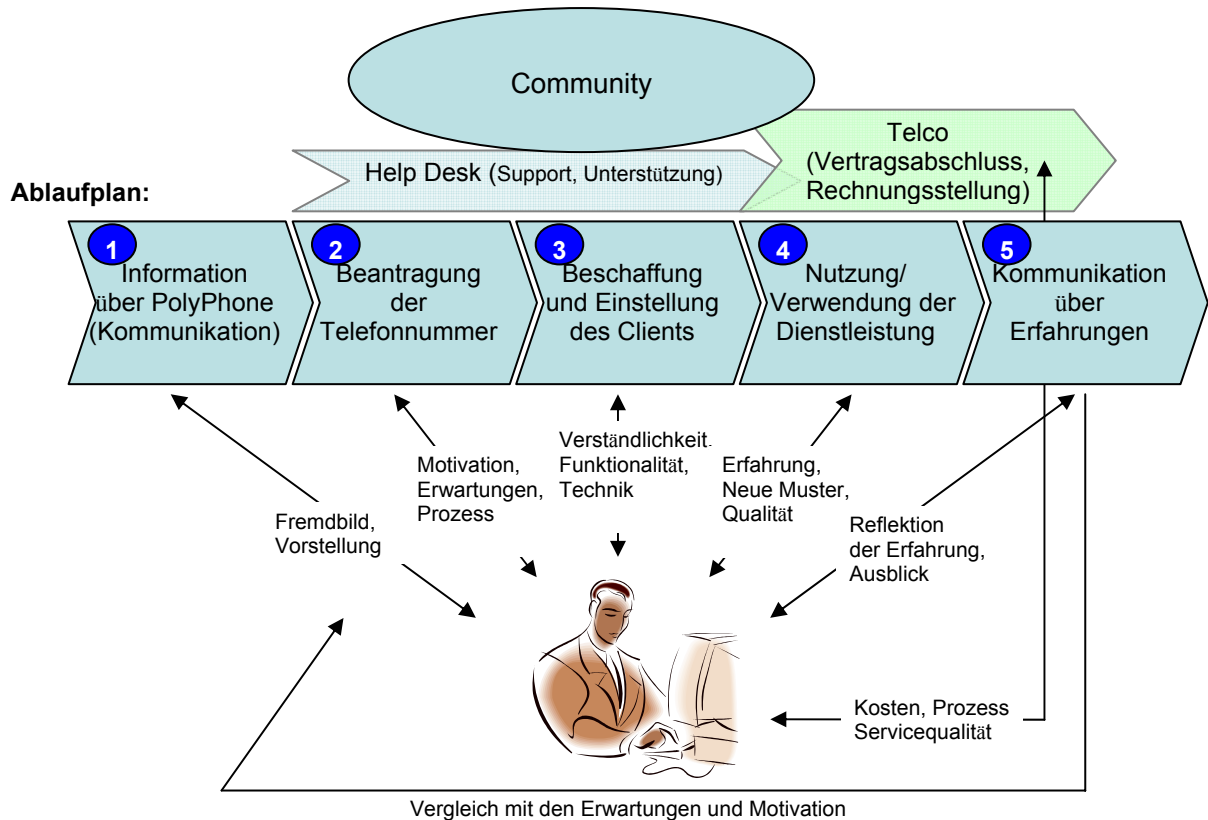 Community
Telco
(Vertragsabschluss,
Rechnungsstellung)
Help Desk (Support, Unterstützung)
Ablaufplan:
1
Information
über PolyPhone
(Kommunikation)
2
Beantragung
der
Telefonnummer
3
Beschaffung
und Einstellung
des Clients
4
Nutzung/
Verwendung der
Dienstleistung
5
Kommunikation
über
Erfahrungen
Fremdbild,
Vorstellung
Motivation,
Erwartungen,
Prozess
Verständlichkeit.
Funktionalität,
Technik
Erfahrung,
Neue Muster,
Qualität
Reflektion
der Erfahrung,
Ausblick
Kosten, Prozess
Servicequalität
Vergleich mit den Erwartungen und Motivation